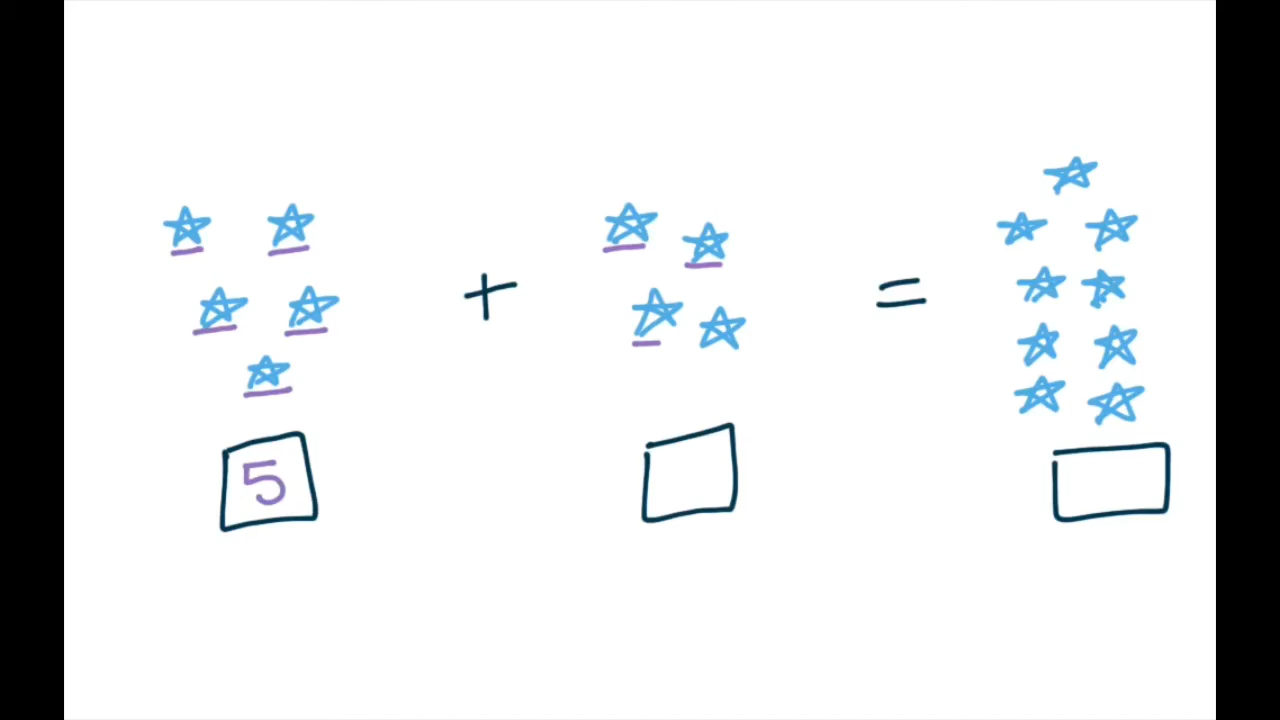 + =
5